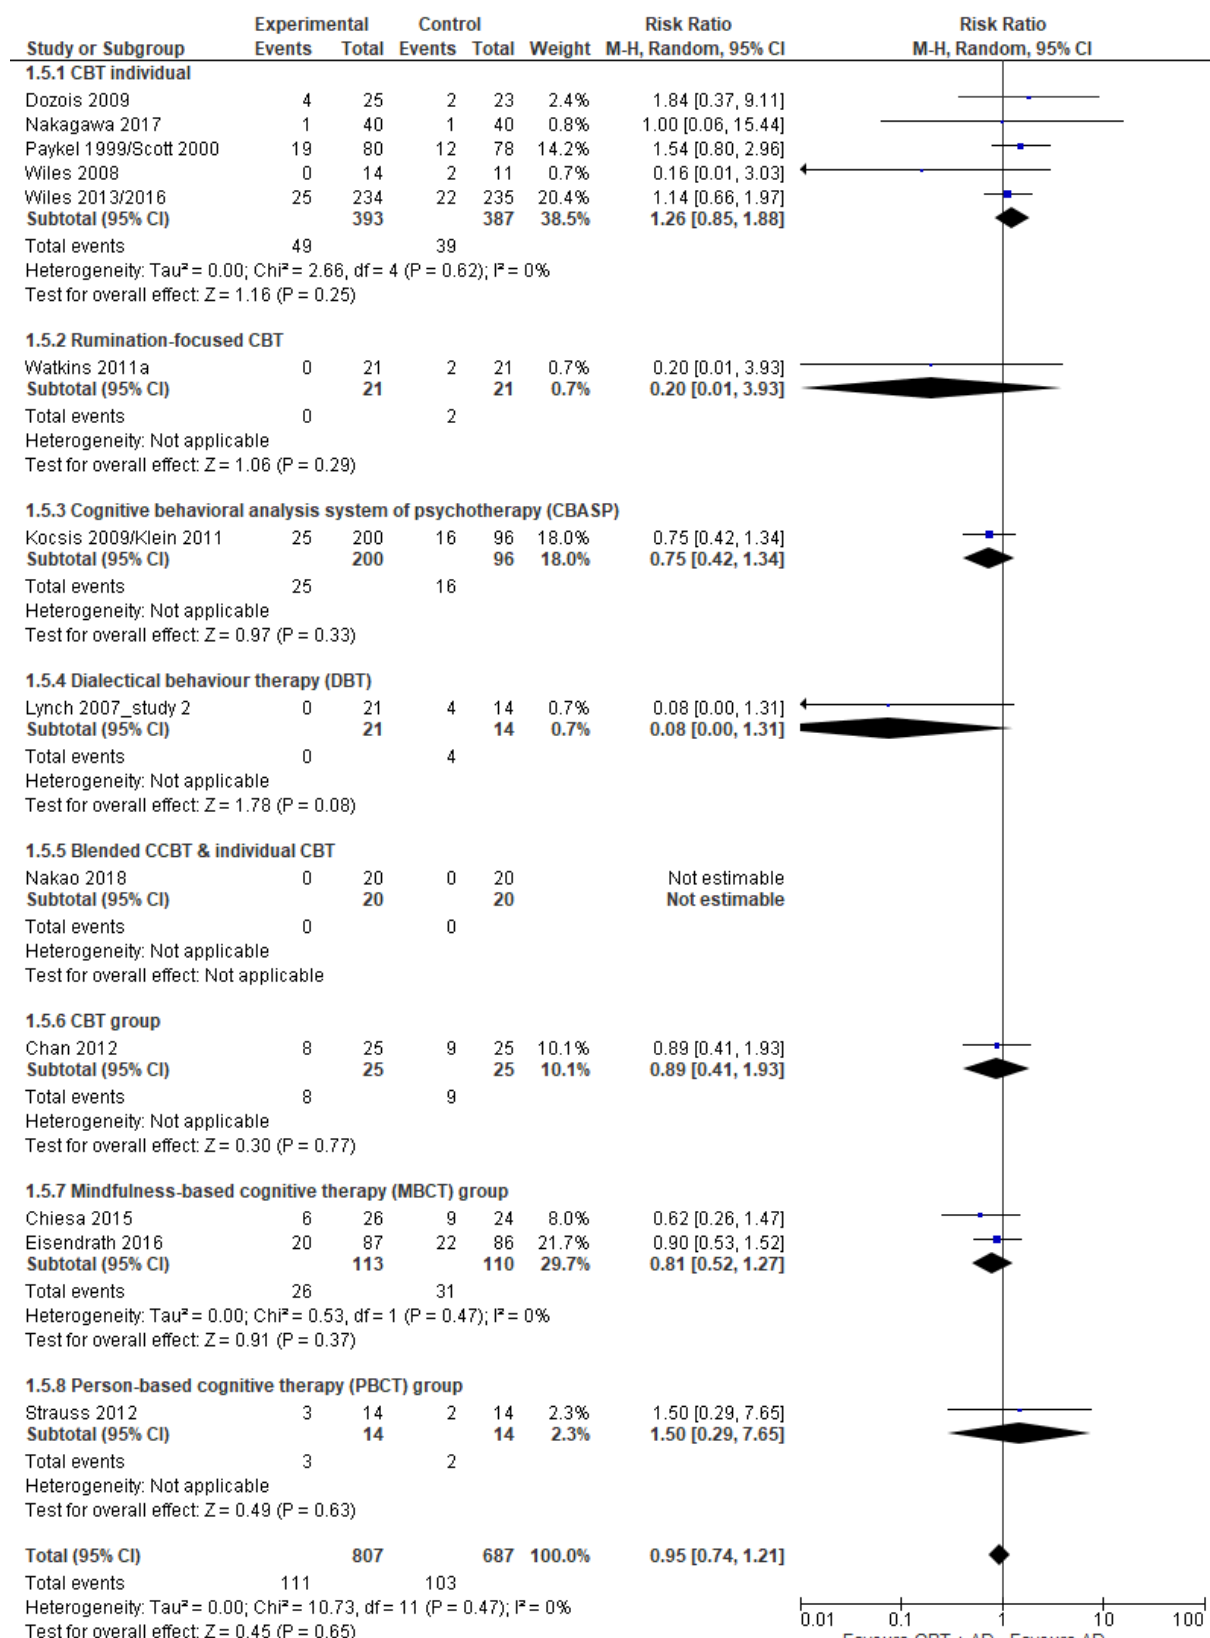 Experimental Control Risk Ratio Risk Ratio
Study or Subgroup Events Total Events Total Weight M-H, Random, 95% CI M-H, Random, 95% CI
1.5.1 CBT individual
Dozois 2009 4 25 2 23 2.4% 1.84 [0.37, 9.11]
Nakagawa 2017 1 40 1 40 0.8% 1.00 [0.06, 15.44]
Paykel 1999/Scott 2000 19 80 12 78 14.2% 1.54 [0.80, 2.96]
Wiles 2008 0 14 2 11 0.7% 0.16 [0.01, 3.03]
Wiles 2013/2016 25 234 22 235 20.4% 1.14 [0.66, 1.97]
Subtotal (95% CI) 393 387 38.5% 1.26 [0.85, 1.88]
Total events 49 39
Heterogeneity: Tau² = 0.00; Chi² = 2.66, df = 4 (P = 0.62); I² = 0%
Test for overall effect: Z = 1.16 (P = 0.25)
1.5.2 Rumination-focused CBT
Watkins 2011a 0 21 2 21 0.7% 0.20 [0.01, 3.93]
Subtotal (95% CI) 21 21 0.7% 0.20 [0.01, 3.93]
Total events 0 2
Heterogeneity: Not applicable
Test for overall effect: Z = 1.06 (P = 0.29)
1.5.3 Cognitive behavioral analysis system of psychotherapy (CBASP)
Kocsis 2009/Klein 2011 25 200 16 96 18.0% 0.75 [0.42, 1.34]
Subtotal (95% CI) 200 96 18.0% 0.75 [0.42, 1.34]
Total events 25 16
Heterogeneity: Not applicable
Test for overall effect: Z = 0.97 (P = 0.33)
1.5.4 Dialectical behaviour therapy (DBT)
Lynch 2007_study 2 0 21 4 14 0.7% 0.08 [0.00, 1.31]
Subtotal (95% CI) 21 14 0.7% 0.08 [0.00, 1.31]
Total events 0 4
Heterogeneity: Not applicable
Test for overall effect: Z = 1.78 (P = 0.08)
1.5.5 Blended CCBT & individual CBT
Nakao 2018 0 20 0 20 Not estimable
Subtotal (95% CI) 20 20 Not estimable
Total events 0 0
Heterogeneity: Not applicable
Test for overall effect: Not applicable
1.5.6 CBT group
Chan 2012 8 25 9 25 10.1% 0.89 [0.41, 1.93]
Subtotal (95% CI) 25 25 10.1% 0.89 [0.41, 1.93]
Total events 8 9
Heterogeneity: Not applicable
Test for overall effect: Z = 0.30 (P = 0.77)
1.5.7 Mindfulness-based cognitive therapy (MBCT) group
Chiesa 2015 6 26 9 24 8.0% 0.62 [0.26, 1.47]
Eisendrath 2016 20 87 22 86 21.7% 0.90 [0.53, 1.52]
Subtotal (95% CI) 113 110 29.7% 0.81 [0.52, 1.27]
Total events 26 31
Heterogeneity: Tau² = 0.00; Chi² = 0.53, df = 1 (P = 0.47); I² = 0%
Test for overall effect: Z = 0.91 (P = 0.37)
1.5.8 Person-based cognitive therapy (PBCT) group
Strauss 2012 3 14 2 14 2.3% 1.50 [0.29, 7.65]
Subtotal (95% CI) 14 14 2.3% 1.50 [0.29, 7.65]
Total events 3 2
Heterogeneity: Not applicable
Test for overall effect: Z = 0.49 (P = 0.63)
Total (95% CI) 807 687 100.0% 0.95 [0.74, 1.21]
Total events 111 103
Heterogeneity: Tau² = 0.00; Chi² = 10.73, df = 11 (P = 0.47); I² = 0%
0.01 0.1 1 10 100
Test for overall effect: Z = 0.45 (P = 0.65)